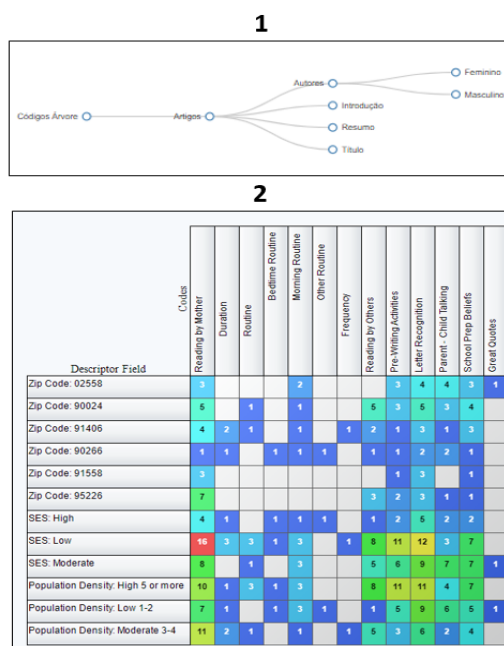 1
Códigos Árvore
Artigos
Autores
Feminino
Masculino
Introdução
Resumo
Título
2
Descriptor Field
Codes
Reading by Mother
Duration
Routine
Bedtime Routine
Morning Routine
Other Routine
Frequency
Reading by Others
Pre-Writing Activities
Letter Recognition
Parent - Child Talking
School Prep Beliefs
Great Quotes
Zip Code: 02558 3 2 3 4 4 3 1
Zip Code: 90024 5 1 1 5 3 5 3 4
Zip Code: 91406 4 2 1 1 1 2 1 3 1 3
Zip Code: 90266 1 1 1 1 1 1 1 2 2 1
Zip Code: 91558 3 1 3 1
Zip Code: 95226 7 3 2 3 1 1
SES: High 4 1 1 1 1 1 2 5 2 2
SES: Low 16 3 3 1 3 1 8 11 12 3 7
SES: Moderate 8 1 3 5 6 9 7 7 1
Population Density: High 5 or more 10 1 3 1 3 8 11 11 4 7
Population Density: Low 1-2 7 1 1 3 1 1 5 9 6 5 1
Population Density: Moderate 3-4 11 2 1 1 1 5 3 6 2 4